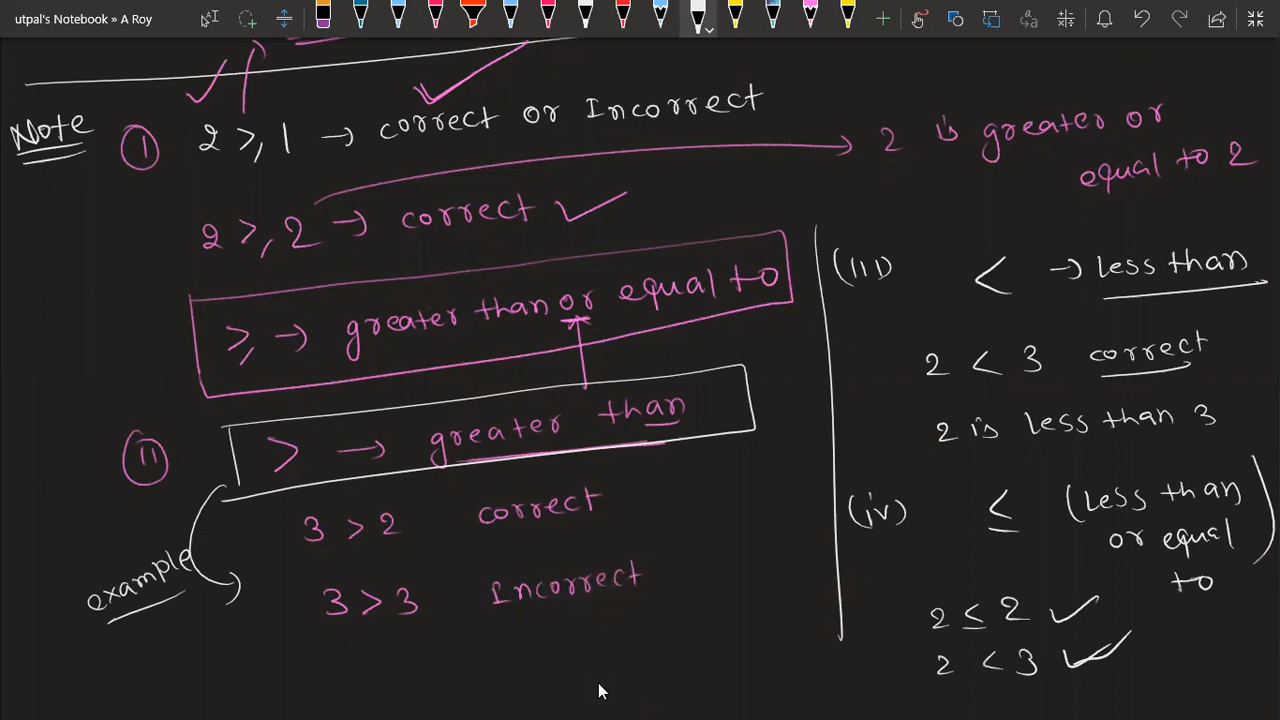 utpal's Notebook » A Roy
Note
(I) 2 ≥ 1 → correct or Incorrect
2 ≥ 2 → correct ✓
→ 2 is greater or
equal to 2
≥ → greater than or equal to
(II) > → greater than
example
3 > 2 correct
3 > 3 Incorrect
(III) < → less than
2 < 3 correct
2 is less than 3
(iv) ≤ (less than
or equal
to)
2 ≤ 2 ✓
2 < 3 ✓